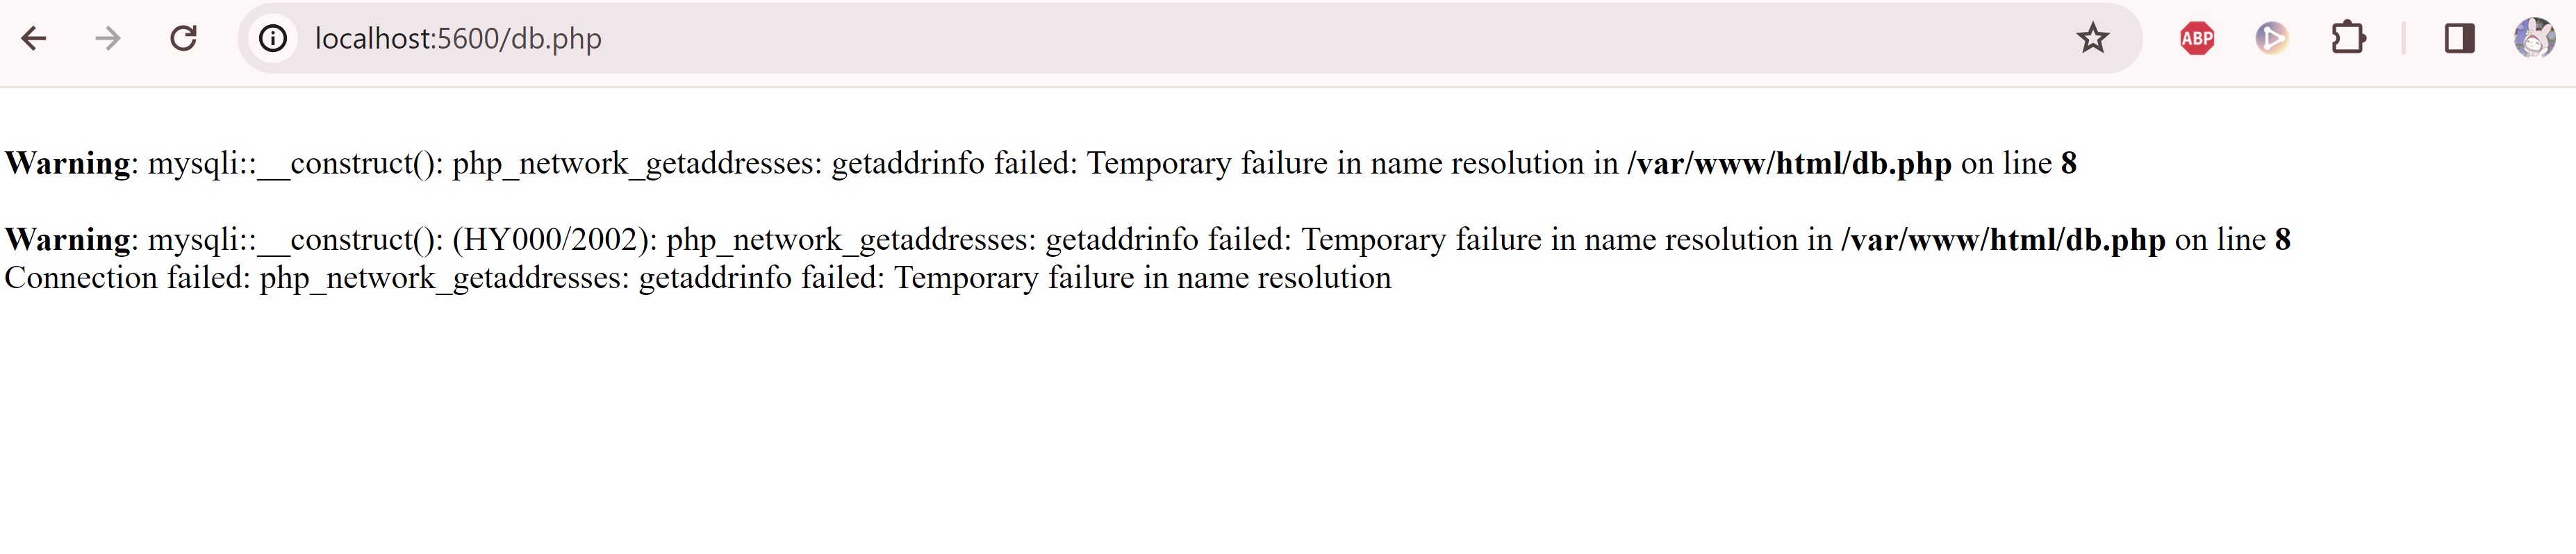 localhost:5600/db.php
ABP
Warning: mysqli::__construct(): php_network_getaddresses: getaddrinfo failed: Temporary failure in name resolution in /var/www/html/db.php on line 8
Warning: mysqli::__construct(): (HY000/2002): php_network_getaddresses: getaddrinfo failed: Temporary failure in name resolution in /var/www/html/db.php on line 8
Connection failed: php_network_getaddresses: getaddrinfo failed: Temporary failure in name resolution